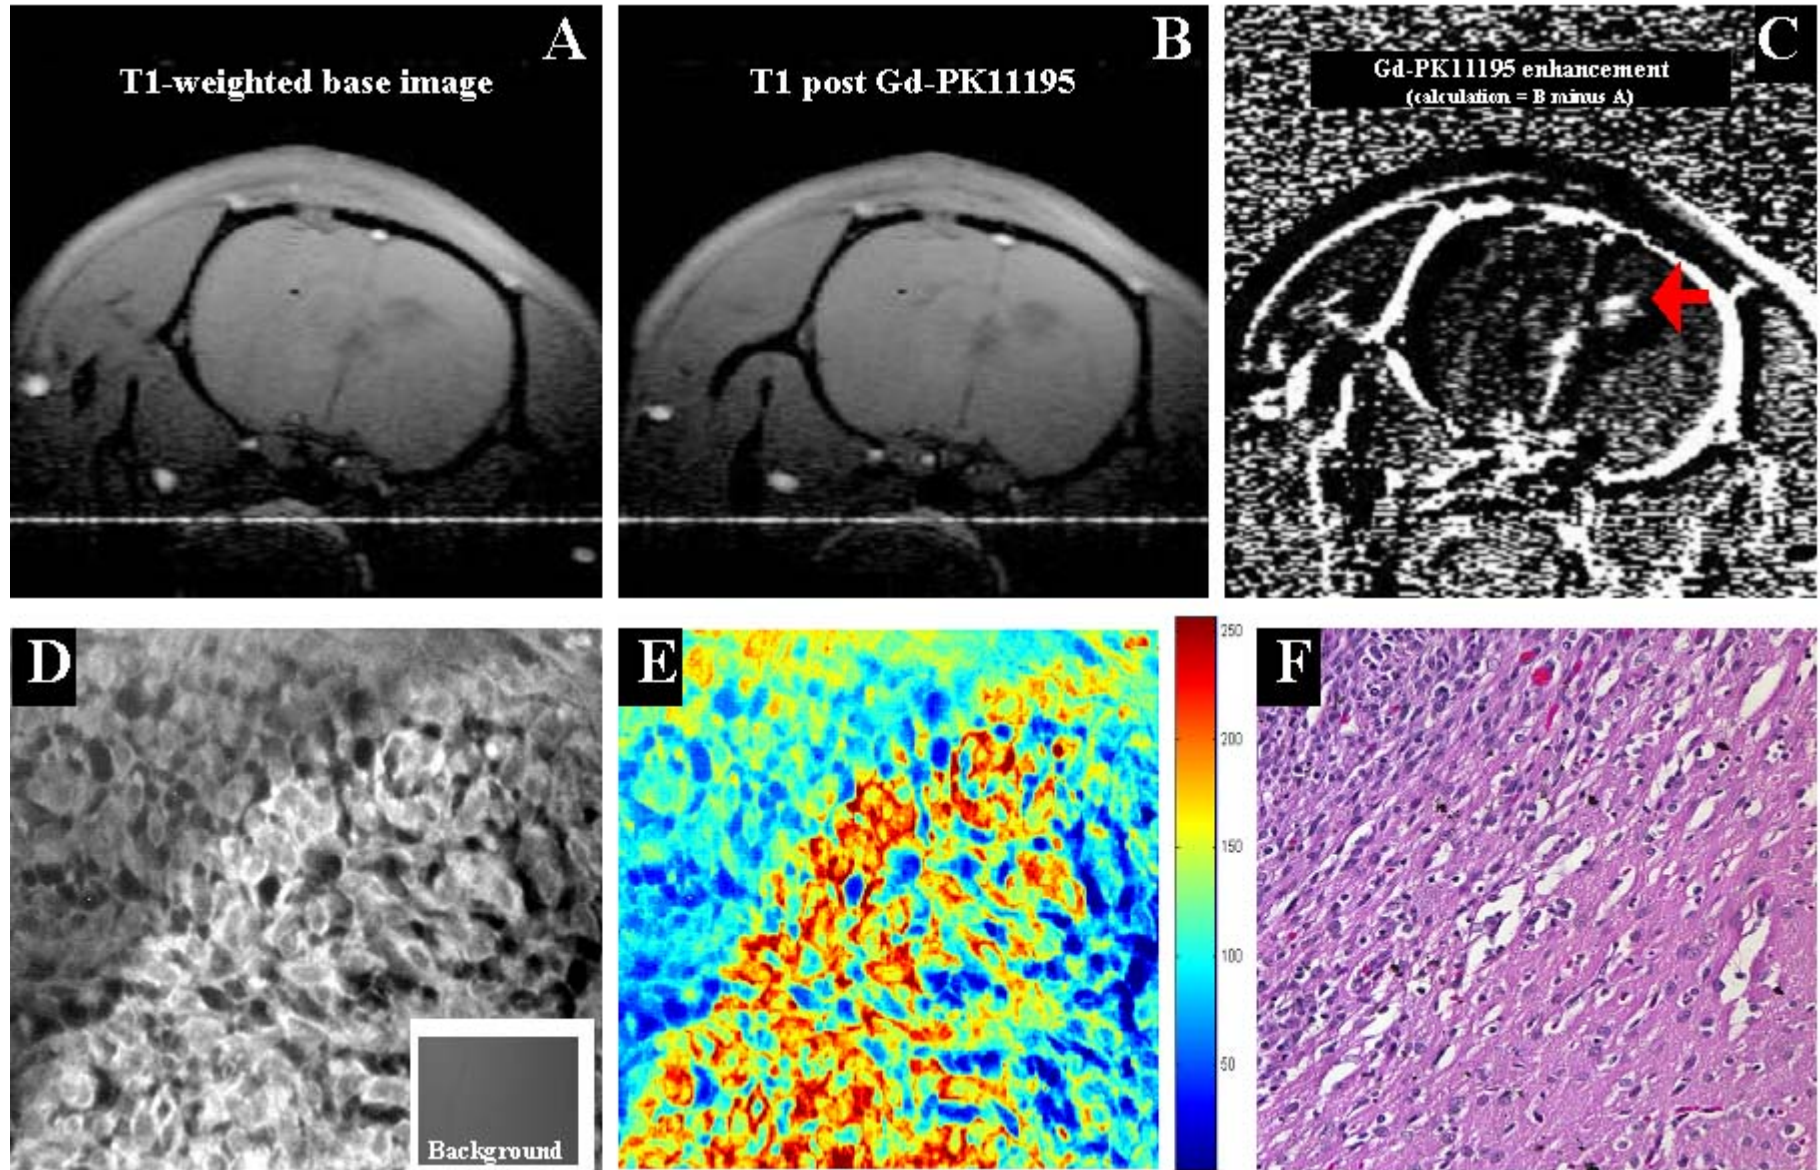 A
T1-weighted base image
B
T1 post Gd-PK11195
C
Gd-PK11195 enhancement
(calculation = B minus A)
D
Background
E
250
200
150
100
50
F